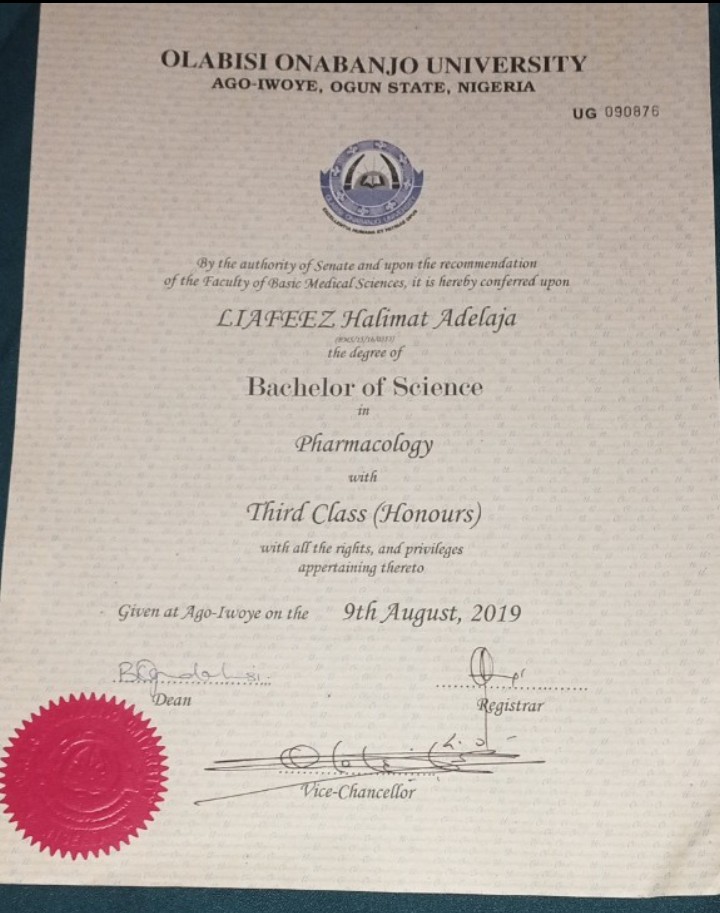 OLABISI ONABANJO UNIVERSITY
AGO-IWOYE, OGUN STATE, NIGERIA
UG 090876
OLABISI ONABANJO UNIVERSITY
By the authority of Senate and upon the recommendation
of the Faculty of Basic Medical Sciences, it is hereby conferred upon
LIAFEEZ Halimat Adelaja
the degree of
Bachelor of Science
in
Pharmacology
with
Third Class (Honours)
with all the rights, and privileges
appertaining thereto
Given at Ago-Iwoye on the 9th August, 2019
Dean
Registrar
Vice-Chancellor